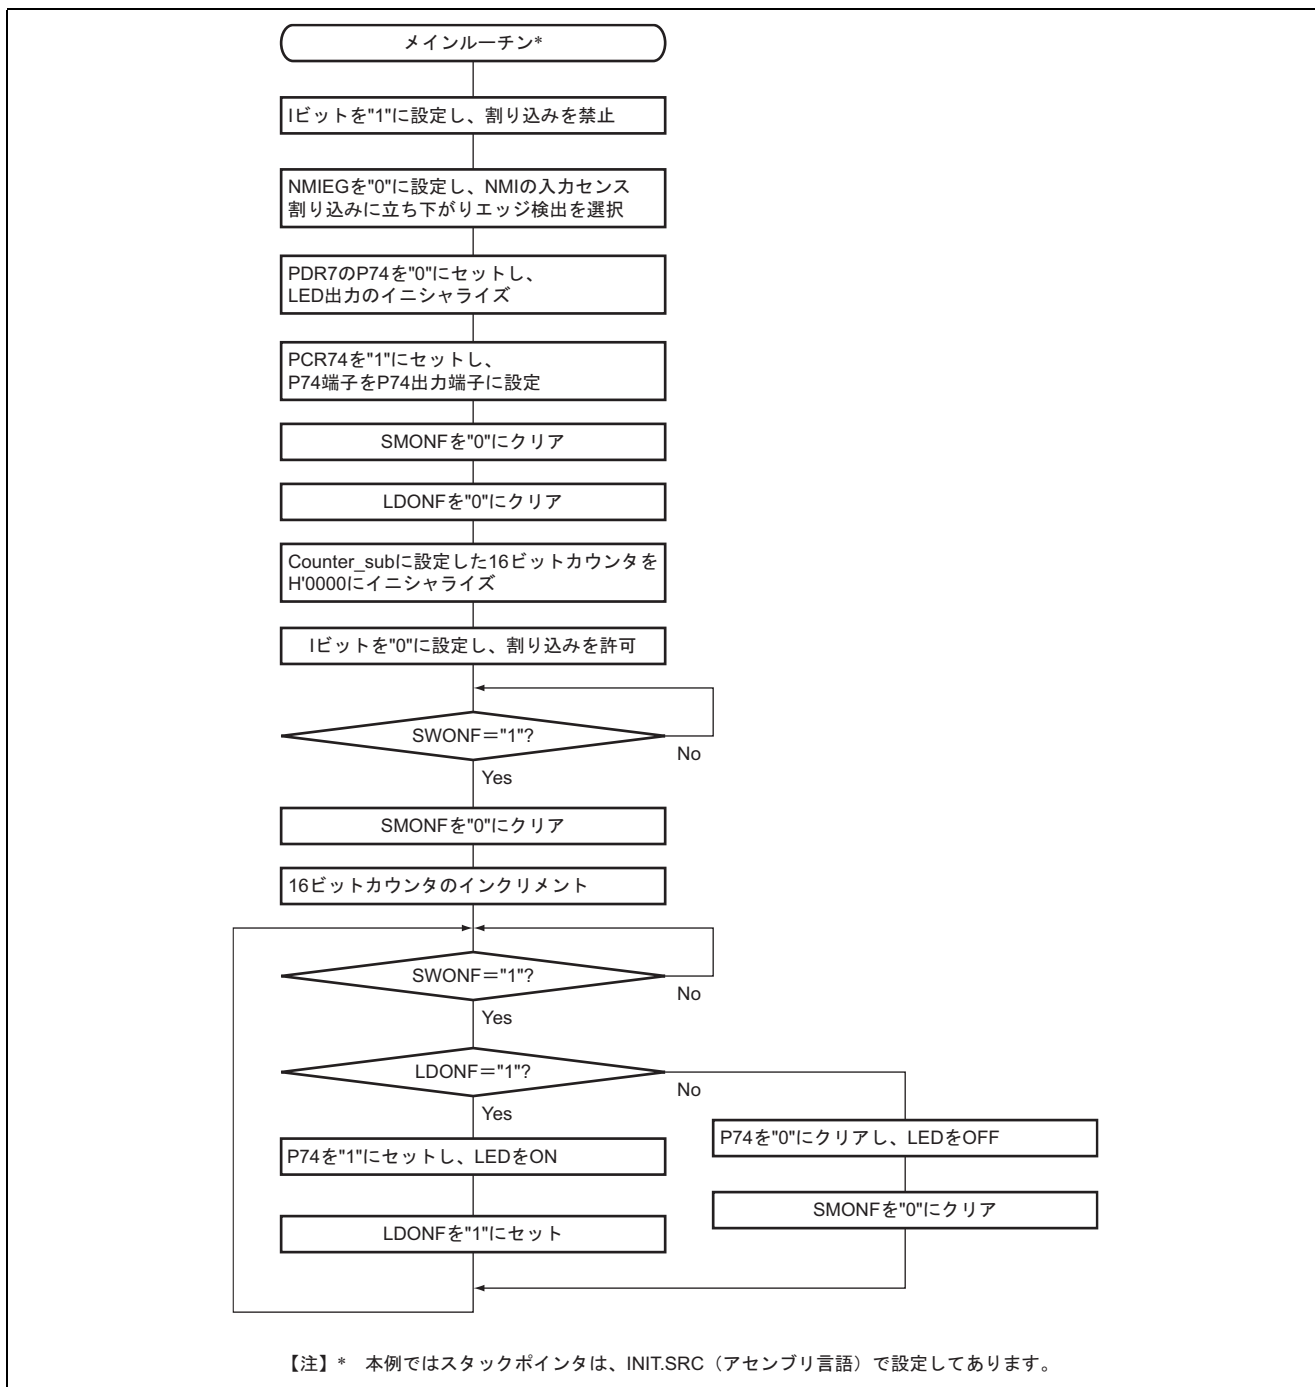 メインルーチン*
Iビットを"1"に設定し、割り込みを禁止
NMIEGを"0"に設定し、NMIの入力センス
割り込みに立ち下がりエッジ検出を選択
PDR7のP74を"0"にセットし、
LED出力のイニシャライズ
PCR74を"1"にセットし、
P74端子をP74出力端子に設定
SMONFを"0"にクリア
LDONFを"0"にクリア
Counter_subに設定した16ビットカウンタを
H'0000にイニシャライズ
Iビットを"0"に設定し、割り込みを許可
SWONF="1"?
No
Yes
SMONFを"0"にクリア
16ビットカウンタのインクリメント
SWONF="1"?
No
Yes
LDONF="1"?
No
Yes
P74を"0"にクリアし、LEDをOFF
P74を"1"にセットし、LEDをON
SMONFを"0"にクリア
LDONFを"1"にセット
【注】* 本例ではスタックポインタは、INIT.SRC（アセンブリ言語）で設定してあります。